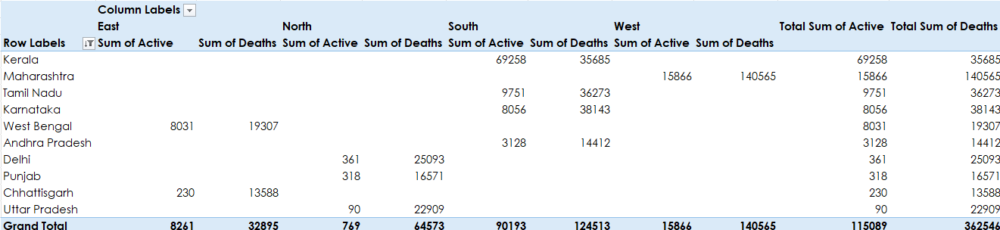 Column Labels
East North South West Total Sum of Active Total Sum of Deaths
Row Labels Sum of Active Sum of Deaths Sum of Active Sum of Deaths Sum of Active Sum of Deaths Sum of Active Sum of Deaths
Kerala 69258 35685 69258 35685
Maharashtra 15866 140565 15866 140565
Tamil Nadu 9751 36273 9751 36273
Karnataka 8056 38143 8056 38143
West Bengal 8031 19307 8031 19307
Andhra Pradesh 3128 14412 3128 14412
Delhi 361 25093 361 25093
Punjab 318 16571 318 16571
Chhattisgarh 230 13588 230 13588
Uttar Pradesh 90 22909 90 22909
Grand Total 8261 32895 769 64573 90193 124513 15866 140565 115089 362546